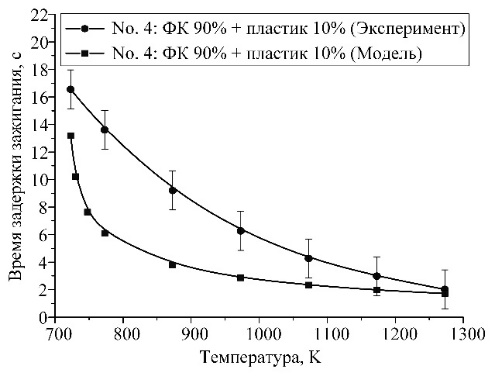 No. 4: ФК 90% + пластик 10% (Эксперимент)
No. 4: ФК 90% + пластик 10% (Модель)
Время задержки зажигания, с
22
20
18
16
14
12
10
8
6
4
2
0
700 800 900 1000 1100 1200 1300
Температура, K